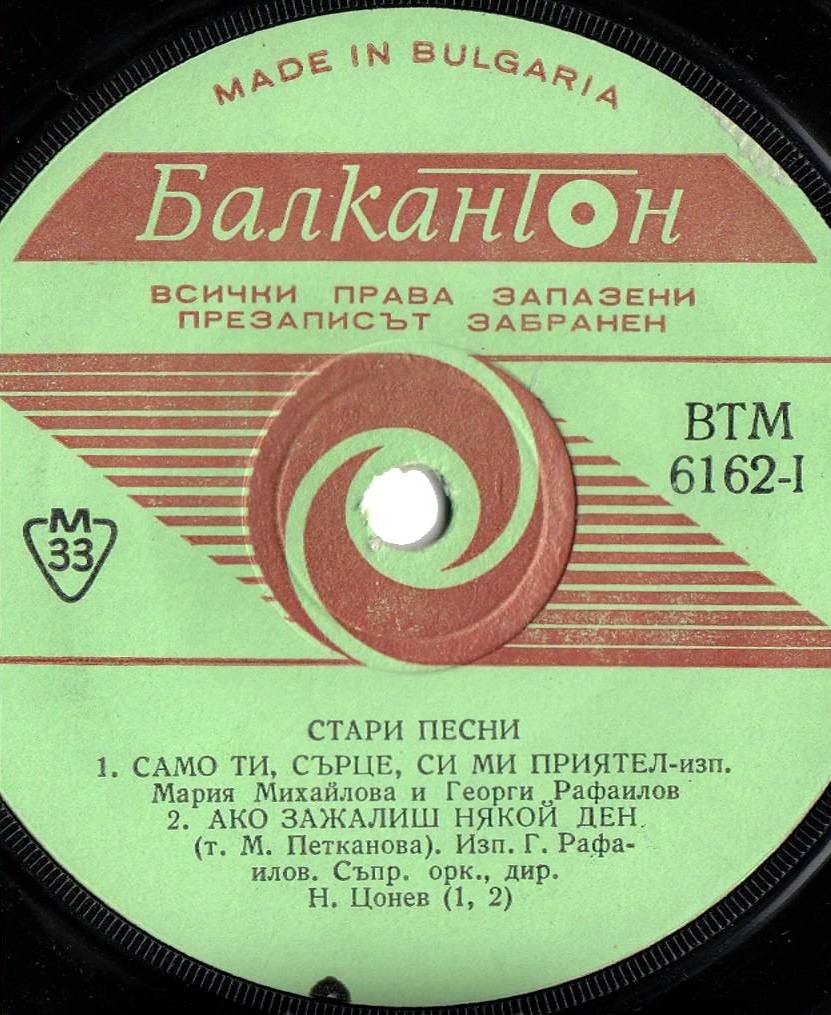 MADE IN BULGARIA
Балкантон
ВСИЧКИ ПРАВА ЗАПАЗЕНИ
ПРЕЗАПИСЪТ ЗАБРАНЕН
ВТМ
6162-I
М
33
СТАРИ ПЕСНИ
1. САМО ТИ, СЪРЦЕ, СИ МИ ПРИЯТЕЛ-изп.
Мария Михайлова и Георги Рафаилов
2. АКО ЗАЖАЛИШ НЯКОЙ ДЕН
(т. М. Петканова). Изп. Г. Рафа-
илов. Съпр. орк., дир.
Н. Цонев (1, 2)